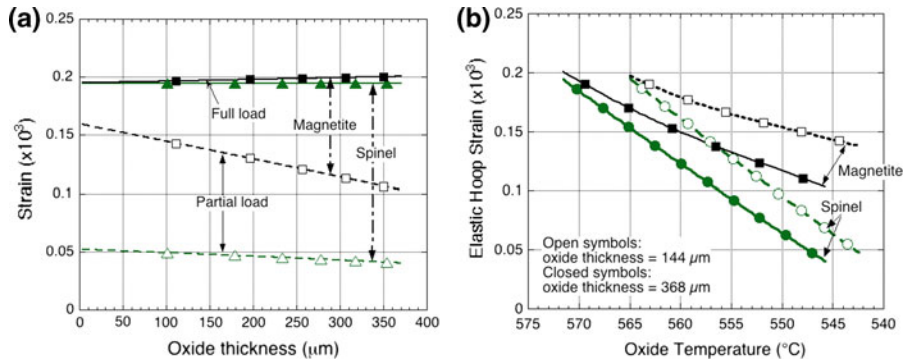 (a)
0.25
0.2
0.15
0.1
0.05
0
Strain (x10³)
Full load
Magnetite
Spinel
Partial load
0 50 100 150 200 250 300 350 400
Oxide thickness (μm)
(b)
0.25
0.2
0.15
0.1
0.05
0
Elastic Hoop Strain (x10³)
Magnetite
Spinel
Open symbols:
oxide thickness = 144 μm
Closed symbols:
oxide thickness = 368 μm
575 570 565 560 555 550 545 540
Oxide Temperature (°C)